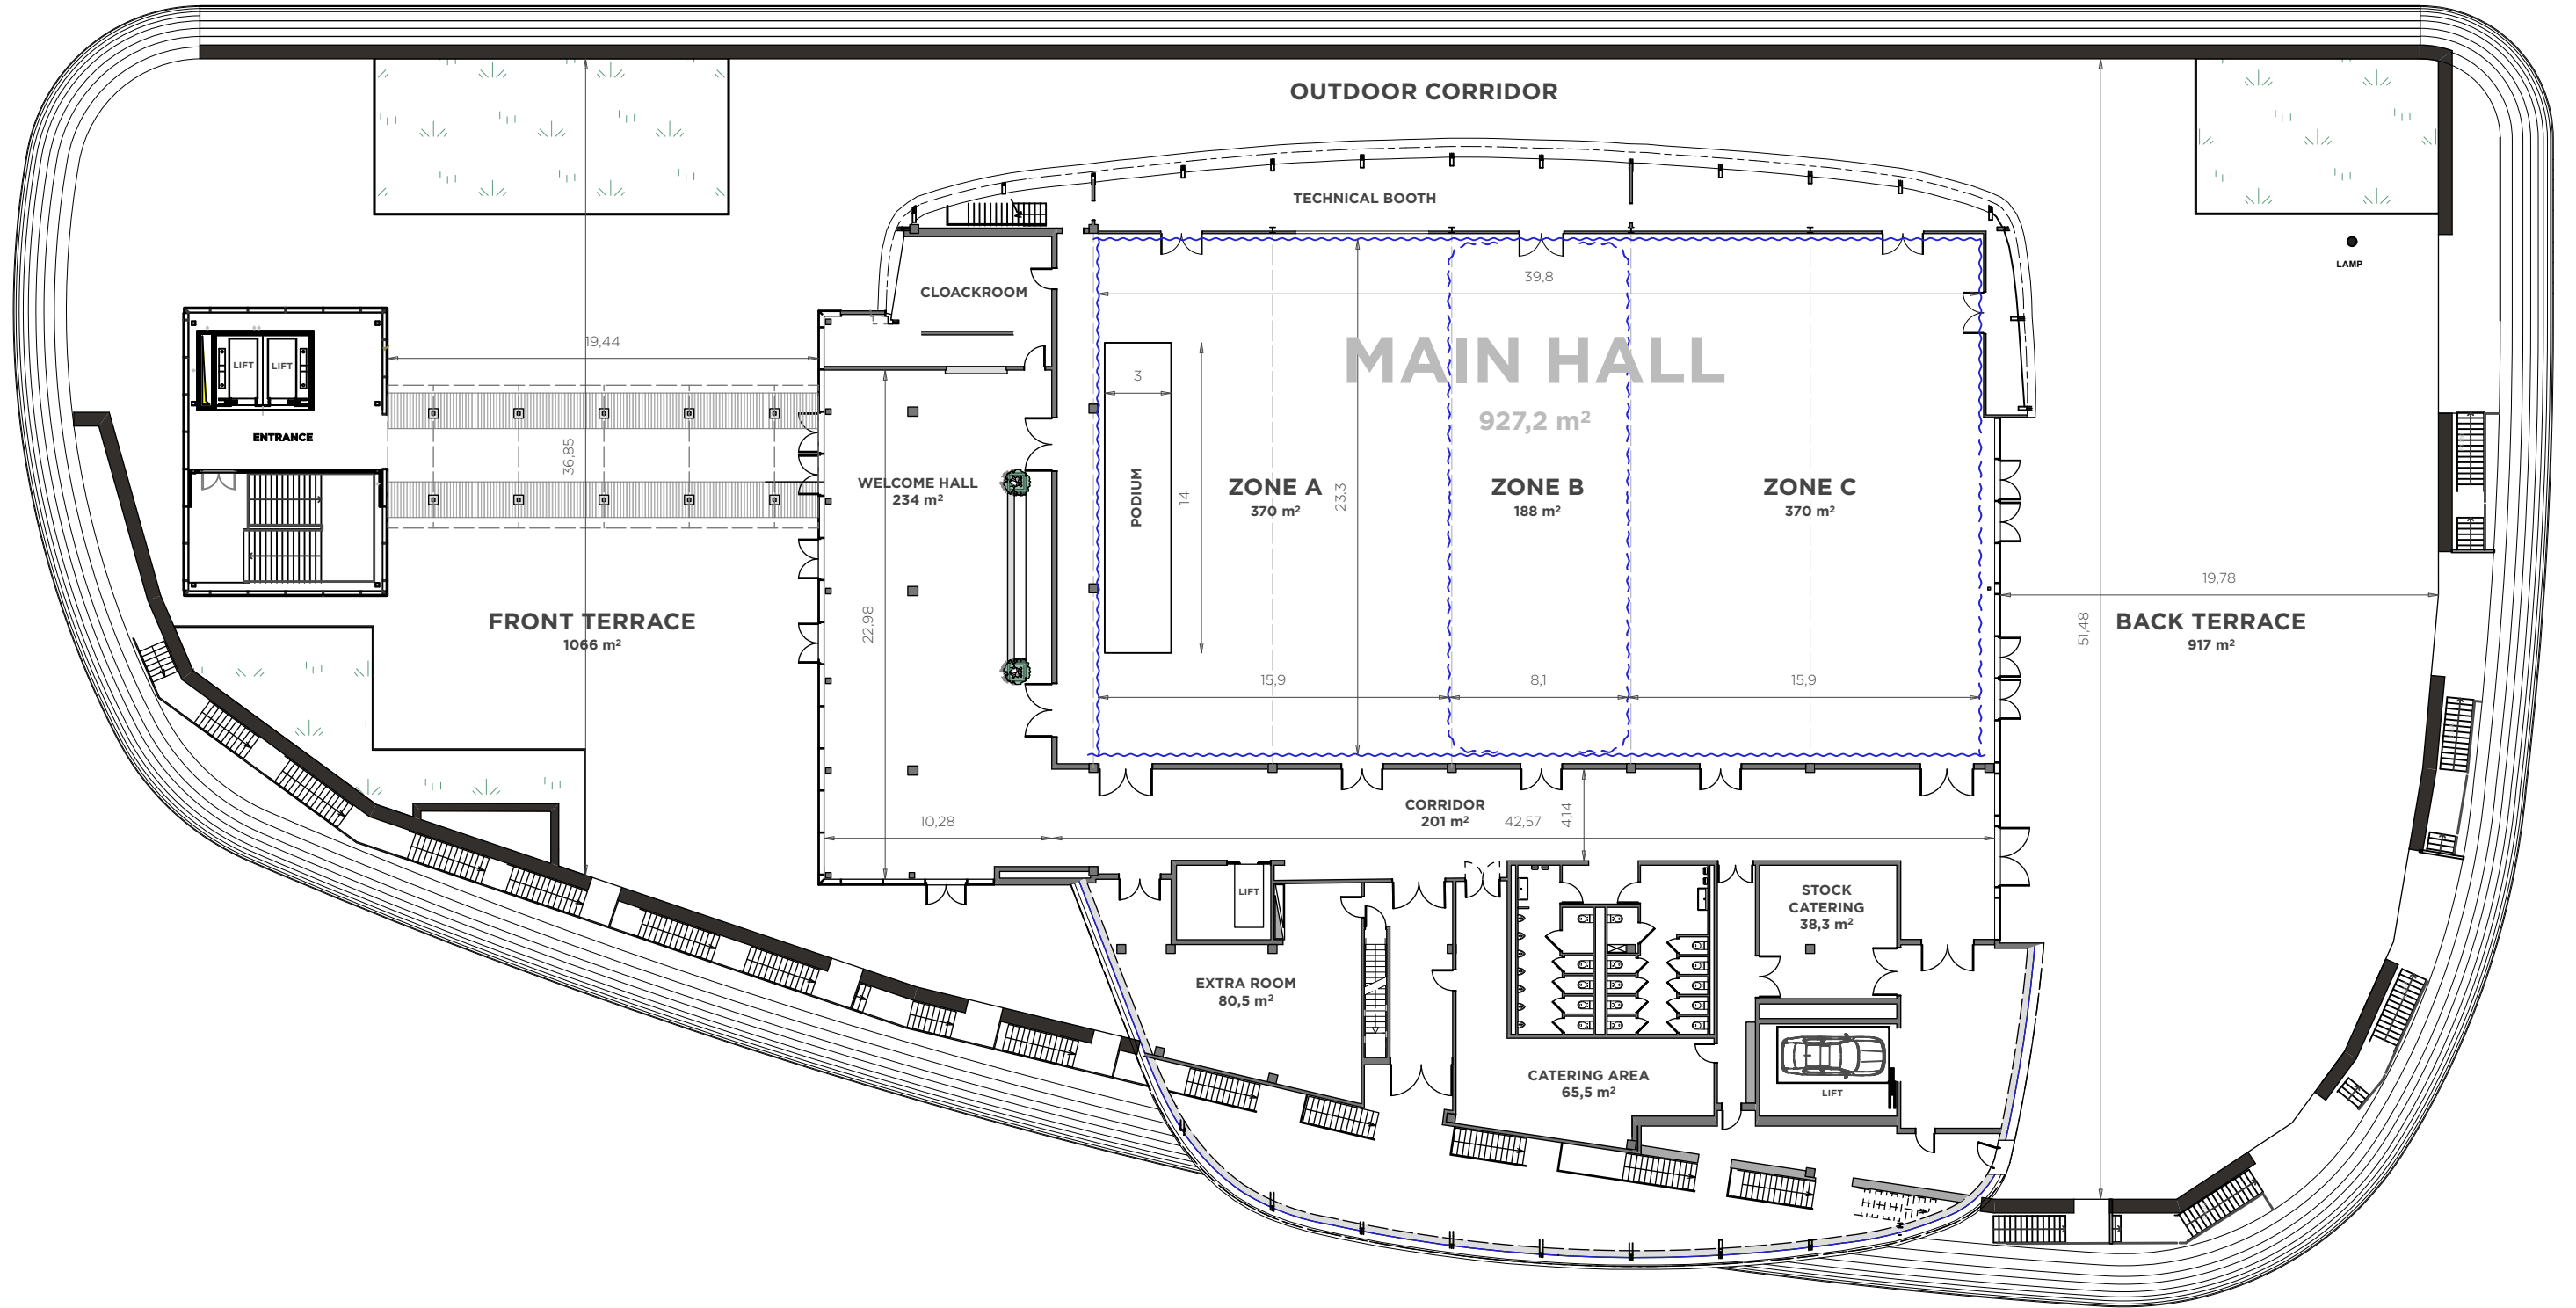 OUTDOOR CORRIDOR
TECHNICAL BOOTH
LAMP
CLOACKROOM
39,8
MAIN HALL
927,2 m²
19,44
LIFT
LIFT
ENTRANCE
36,85
3
PODIUM
14
23,3
WELCOME HALL
234 m²
ZONE A
370 m²
ZONE B
188 m²
ZONE C
370 m²
19,78
FRONT TERRACE
1066 m²
22,98
51,48
BACK TERRACE
917 m²
15,9
8,1
15,9
CORRIDOR
201 m²
42,57
4,14
10,28
LIFT
STOCK
CATERING
38,3 m²
EXTRA ROOM
80,5 m²
CATERING AREA
65,5 m²
LIFT